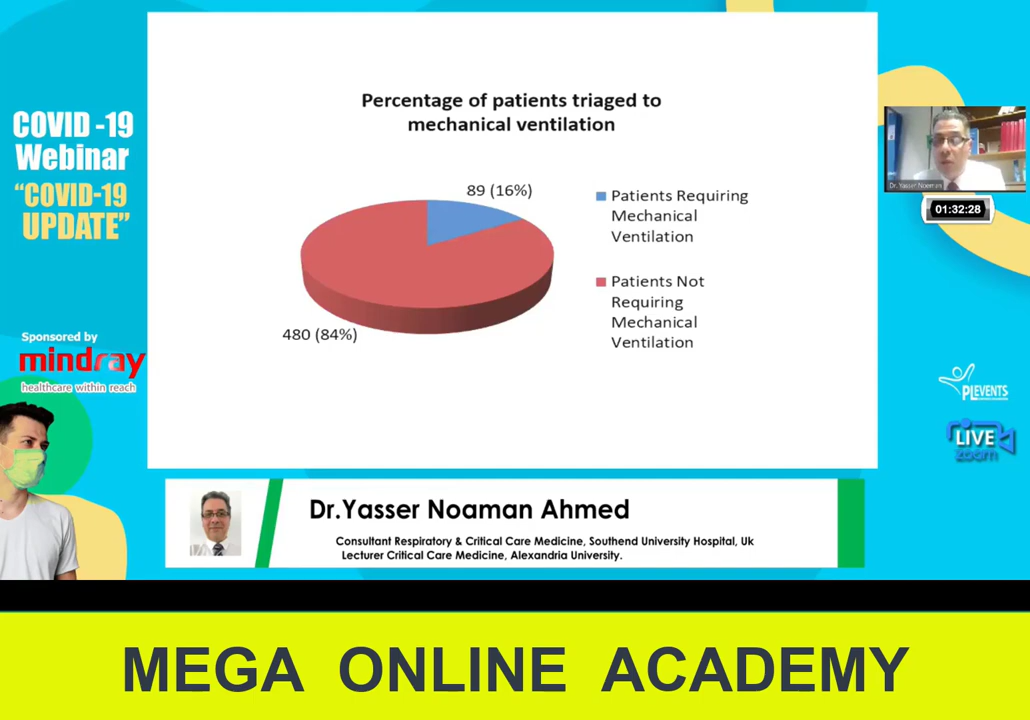 COVID -19
Webinar
“COVID-19
UPDATE”
Sponsored by
mindray
healthcare within reach
Percentage of patients triaged to
mechanical ventilation
89 (16%)
480 (84%)
Patients Requiring
Mechanical
Ventilation
Patients Not
Requiring
Mechanical
Ventilation
Dr. Yasser Noaman
01:32:28
PLEVENTS
LIVE
zoom
Dr.Yasser Noaman Ahmed
Consultant Respiratory & Critical Care Medicine, Southend University Hospital, Uk
Lecturer Critical Care Medicine, Alexandria University.
MEGA ONLINE ACADEMY